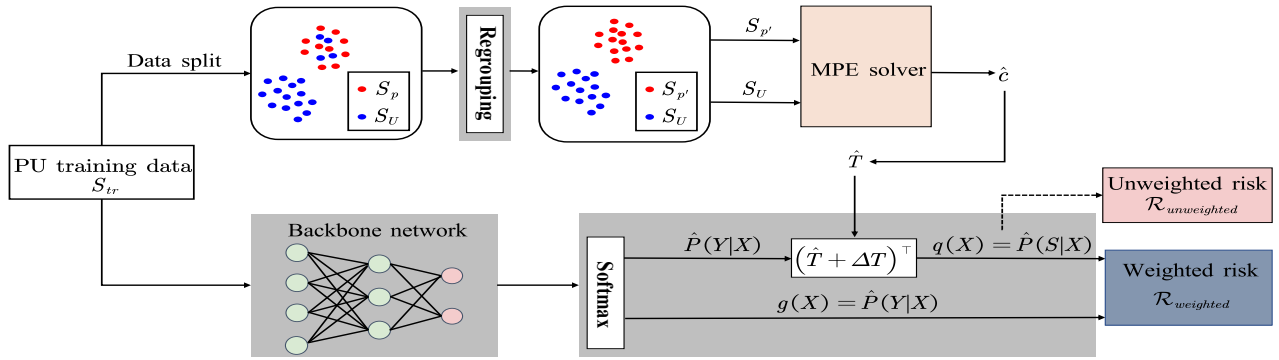 Data split
S_p
S_U
Regrouping
S_{p'}
S_U
S_{p'}
S_U
MPE solver
ĉ
PU training data
S_{tr}
T̂
Unweighted risk
ℛ_{unweighted}
Backbone network
Softmax
P̂(Y|X)
(T̂ + ΔT)^⊤
q(X) = P̂(S|X)
Weighted risk
ℛ_{weighted}
g(X) = P̂(Y|X)